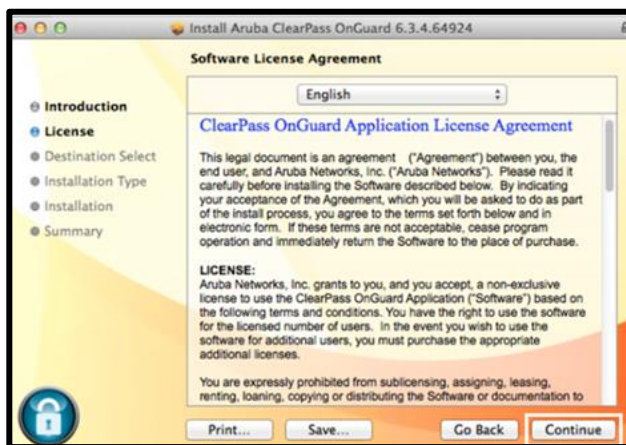 Install Aruba ClearPass OnGuard 6.3.4.64924
Software License Agreement
Introduction
License
Destination Select
Installation Type
Installation
Summary
English
ClearPass OnGuard Application License Agreement
This legal document is an agreement ("Agreement") between you, the
end user, and Aruba Networks, Inc. ("Aruba Networks"). Please read it
carefully before installing the Software described below. By indicating
your acceptance of the Agreement, which you will be asked to do as part
of the install process, you agree to the terms set forth below and in
electronic form. If these terms are not acceptable, cease program
operation and immediately return the Software to the place of purchase.
LICENSE:
Aruba Networks, Inc. grants to you, and you accept, a non-exclusive
license to use the ClearPass OnGuard Application ("Software") based on
the following terms and conditions. You have the right to use the software
for the licensed number of users. In the event you wish to use the
software for additional users, you must purchase the appropriate
additional licenses.
You are expressly prohibited from sublicensing, assigning, leasing,
renting, loaning, copying or distributing the Software or documentation to
Print...
Save...
Go Back
Continue